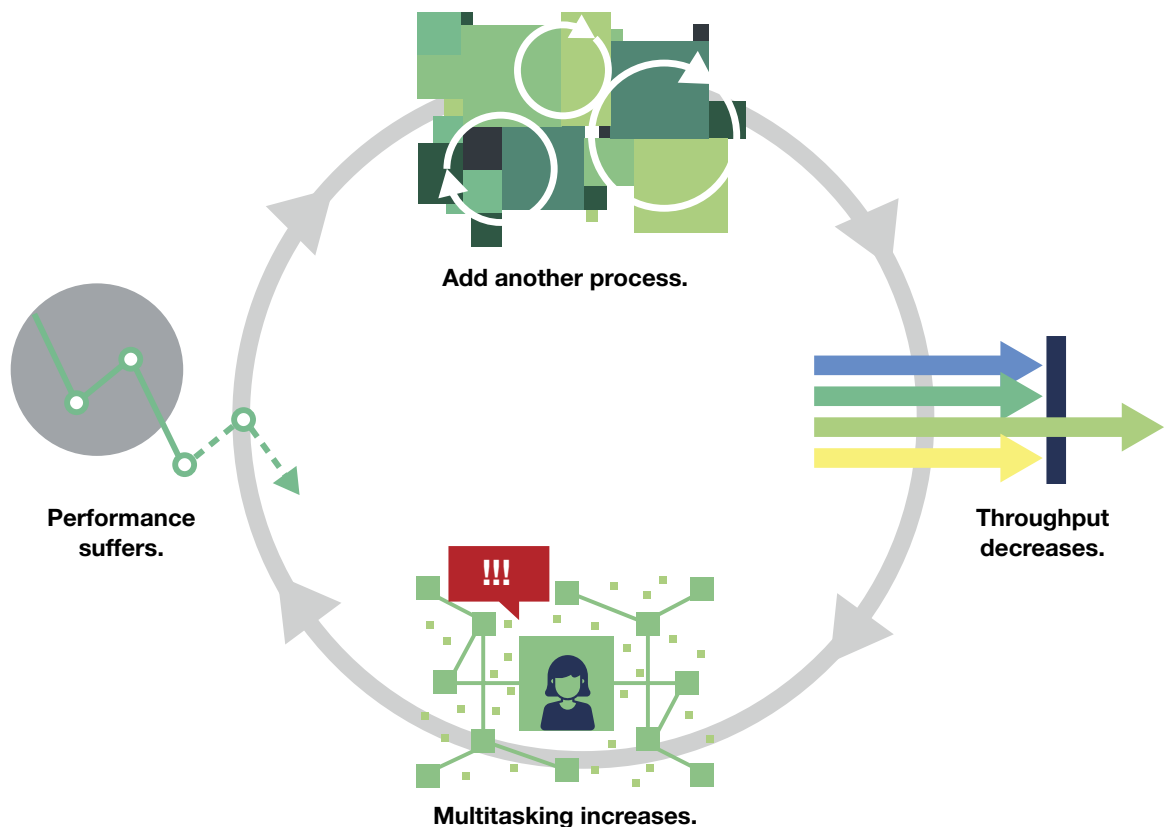 Add another process.
Throughput
decreases.
Performance
suffers.
!!!
Multitasking increases.